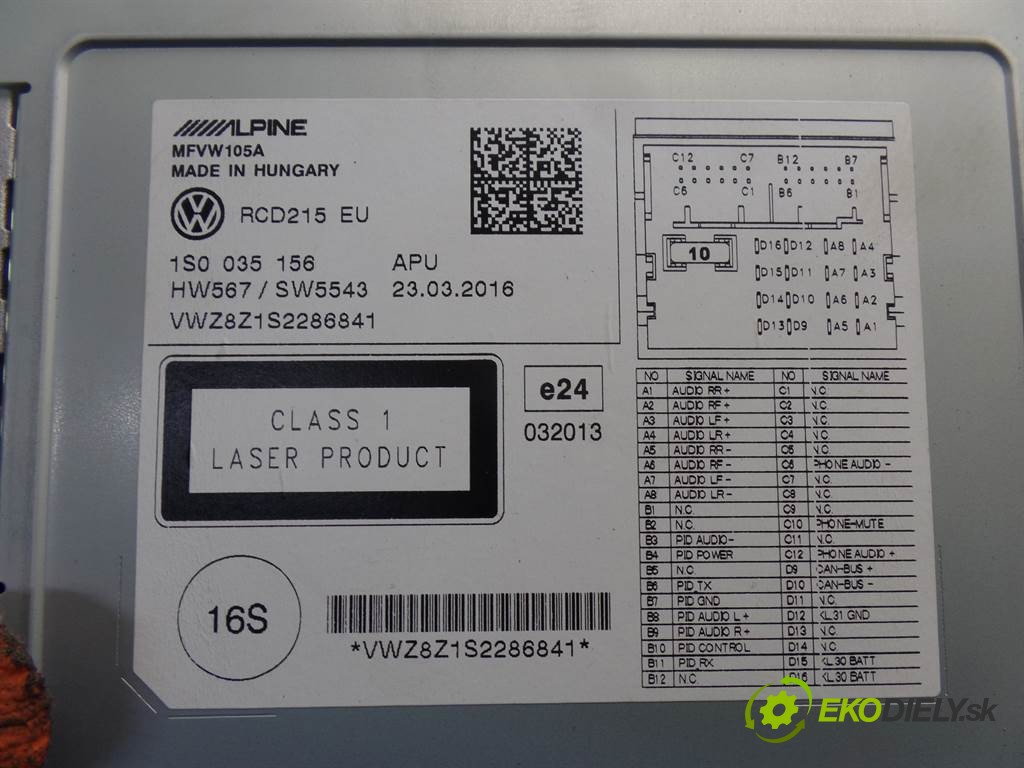 ALPINE
MFVW105A
MADE IN HUNGARY
RCD215 EU
1S0 035 156 APU
HW567 / SW5543 23.03.2016
VWZ8Z1S2286841
CLASS 1
LASER PRODUCT
e24
032013
16S
*VWZ8Z1S2286841*
C12 C7 B12 B7
C6 C1 B6 B1
10
D16 D12 A8 A4
D15 D11 A7 A3
D14 D10 A6 A2
D13 D9 A5 A1
NO SIGNAL NAME NO SIGNAL NAME
A1 AUDIO RR+ C1 N.C.
A2 AUDIO RF+ C2 N.C.
A3 AUDIO LF+ C3 N.C.
A4 AUDIO LR+ C4 N.C.
A5 AUDIO RR- C5 N.C.
A6 AUDIO RF- C6 PHONE AUDIO -
A7 AUDIO LF- C7 N.C.
A8 AUDIO LR- C8 N.C.
B1 N.C. C9 N.C.
B2 N.C. C10 PHONE-MUTE
B3 PID AUDIO- C11 N.C.
B4 PID POWER C12 PHONE AUDIO +
B5 N.C. D9 CAN-BUS +
B6 PID_TX D10 CAN-BUS -
B7 PID GND D11 N.C.
B8 PID AUDIO L+ D12 KL31 GND
B9 PID AUDIO R+ D13 N.C.
B10 PID CONTROL D14 N.C.
B11 PID_RX D15 KL30 BATT
B12 N.C. D16 KL30 BATT
EKODIELY.sk